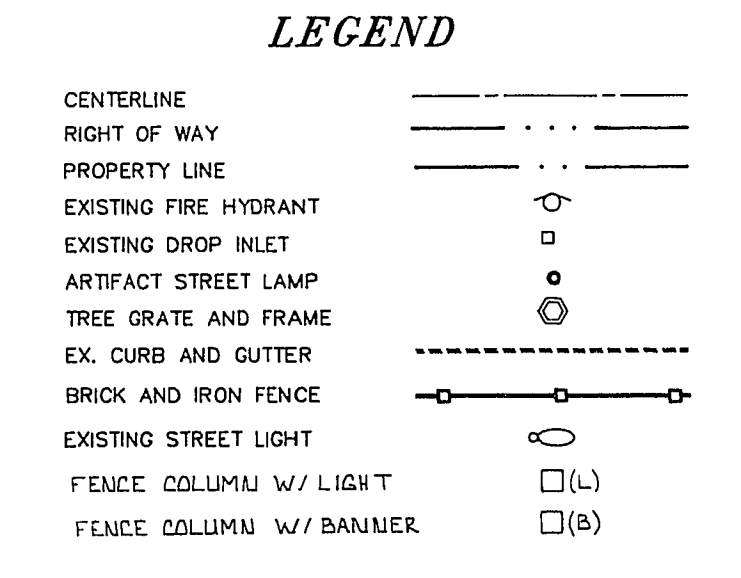 LEGEND
CENTERLINE
RIGHT OF WAY
PROPERTY LINE
EXISTING FIRE HYDRANT
EXISTING DROP INLET
ARTIFACT STREET LAMP
TREE GRATE AND FRAME
EX. CURB AND GUTTER
BRICK AND IRON FENCE
EXISTING STREET LIGHT
FENCE COLUMN W/ LIGHT (L)
FENCE COLUMN W/ BANNER (B)